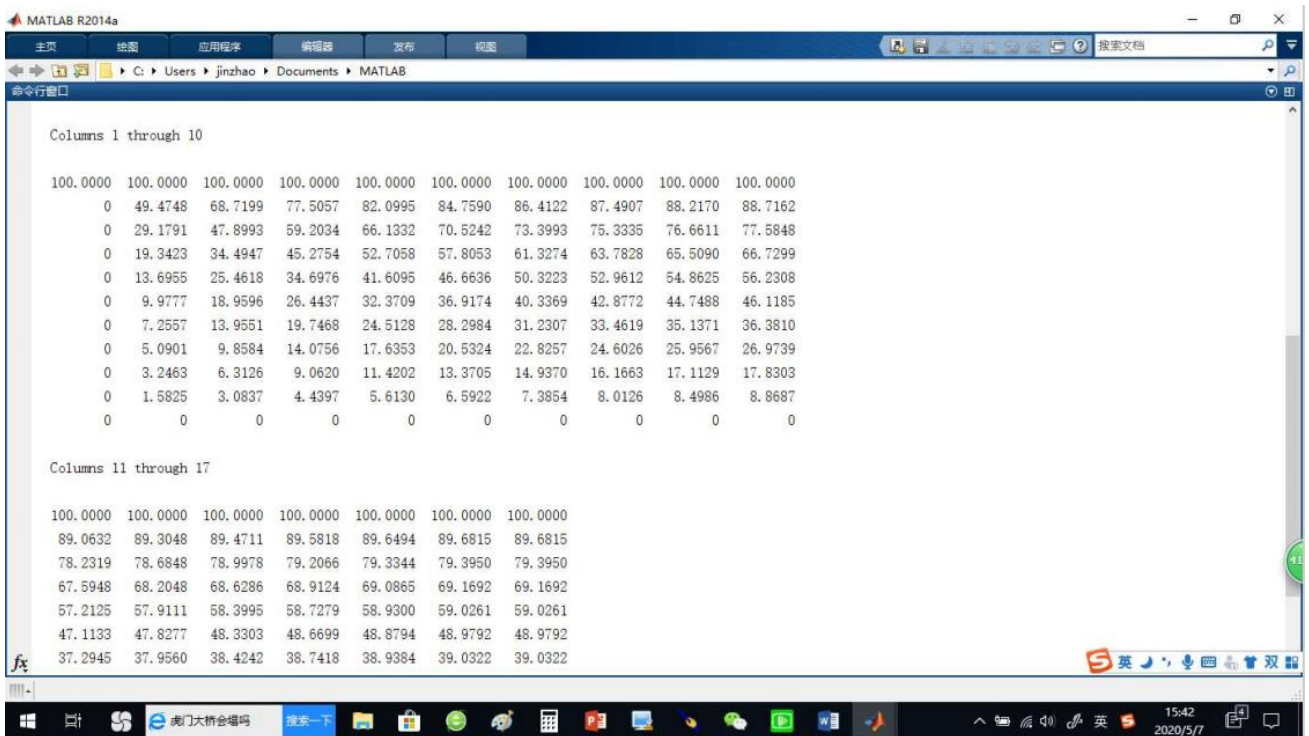 MATLAB R2014a
主页 绘图 应用程序 编辑器 发布 视图 搜索文档
C: Users jinzhao Documents MATLAB
命令行窗口
Columns 1 through 10
100.0000 100.0000 100.0000 100.0000 100.0000 100.0000 100.0000 100.0000 100.0000 100.0000
0 49.4748 68.7199 77.5057 82.0995 84.7590 86.4122 87.4907 88.2170 88.7162
0 29.1791 47.8993 59.2034 66.1332 70.5242 73.3993 75.3335 76.6611 77.5848
0 19.3423 34.4947 45.2754 52.7058 57.8053 61.3274 63.7828 65.5090 66.7299
0 13.6955 25.4618 34.6976 41.6095 46.6636 50.3223 52.9612 54.8625 56.2308
0 9.9777 18.9596 26.4437 32.3709 36.9174 40.3369 42.8772 44.7488 46.1185
0 7.2557 13.9551 19.7468 24.5128 28.2984 31.2307 33.4619 35.1371 36.3810
0 5.0901 9.8584 14.0756 17.6353 20.5324 22.8257 24.6026 25.9567 26.9739
0 3.2463 6.3126 9.0620 11.4202 13.3705 14.9370 16.1663 17.1129 17.8303
0 1.5825 3.0837 4.4397 5.6130 6.5922 7.3854 8.0126 8.4986 8.8687
0 0 0 0 0 0 0 0 0 0
Columns 11 through 17
100.0000 100.0000 100.0000 100.0000 100.0000 100.0000 100.0000
89.0632 89.3048 89.4711 89.5818 89.6494 89.6815 89.6815
78.2319 78.6848 78.9978 79.2066 79.3344 79.3950 79.3950
67.5948 68.2048 68.6286 68.9124 69.0865 69.1692 69.1692
57.2125 57.9111 58.3995 58.7279 58.9300 59.0261 59.0261
47.1133 47.8277 48.3303 48.6699 48.8794 48.9792 48.9792
37.2945 37.9560 38.4242 38.7418 38.9384 39.0322 39.0322
fx
41
英 双
虎门大桥会塌吗 搜索一下
英
15:42
2020/5/7
4